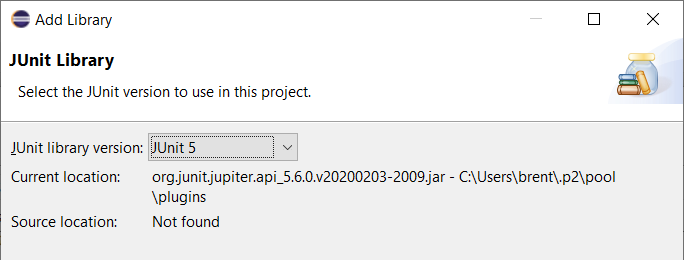 Add Library
JUnit Library
Select the JUnit version to use in this project.
JUnit library version: JUnit 5
Current location: org.junit.jupiter.api_5.6.0.v20200203-2009.jar - C:\Users\brent\.p2\pool
\plugins
Source location: Not found